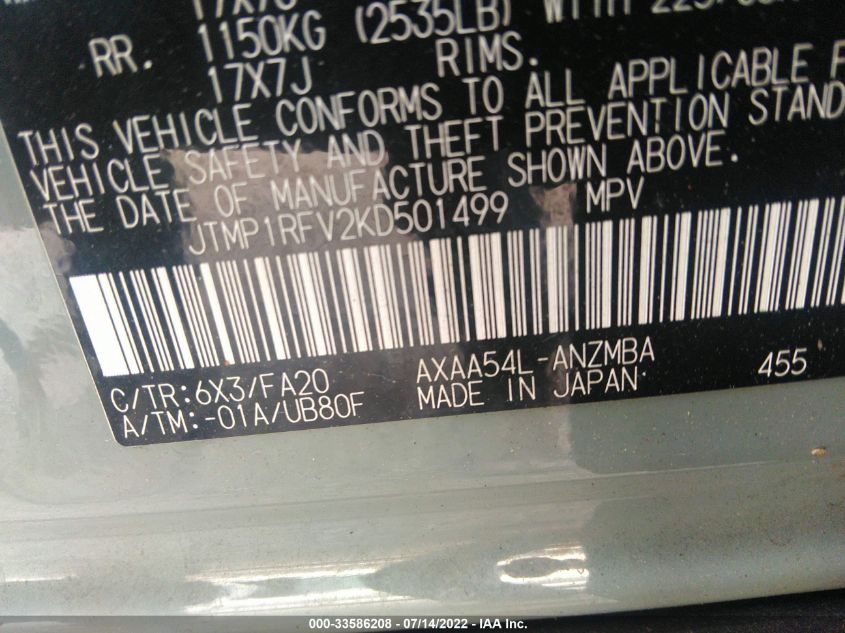 RR. 1150KG (2535LB) WITH
17X7J RIMS.
THIS VEHICLE CONFORMS TO ALL APPLICABLE
VEHICLE SAFETY AND THEFT PREVENTION STAND
THE DATE OF MANUFACTURE SHOWN ABOVE.
JTMP1RFV2KD501499 MPV
C/TR:6X3/FA20 AXAA54L-ANZMBA 455
A/TM:-01A/UB80F MADE IN JAPAN
000-33586208 - 07/14/2022 - IAA Inc.